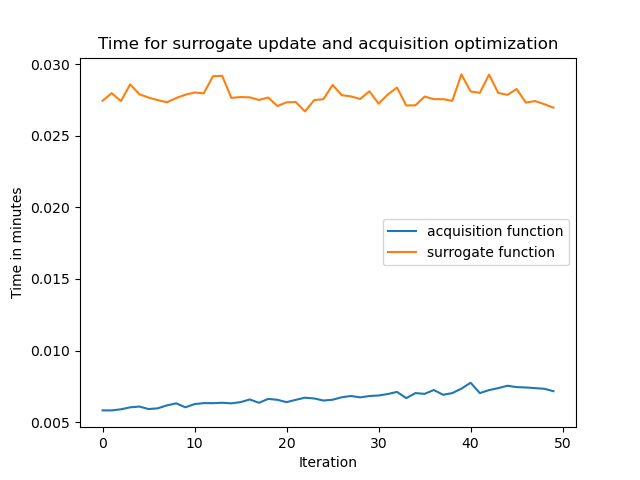 Time for surrogate update and acquisition optimization
0.030
0.025
0.020
0.015
0.010
0.005
Time in minutes
acquisition function
surrogate function
0 10 20 30 40 50
Iteration